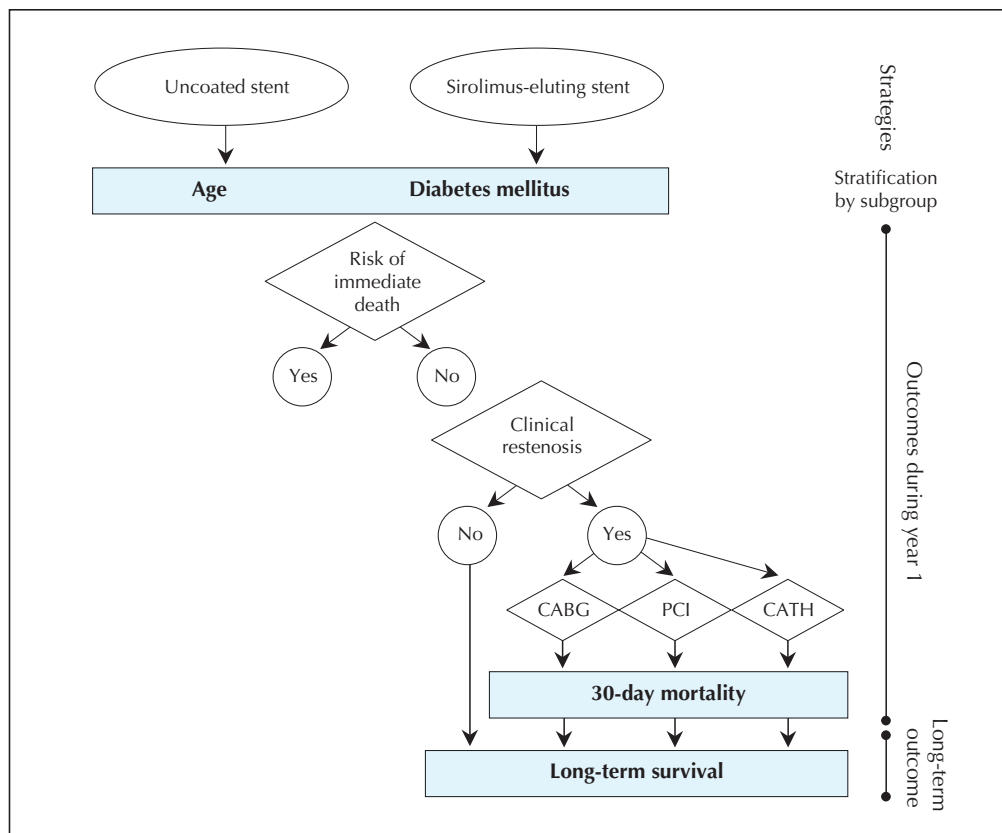 Uncoated stent
Sirolimus-eluting stent
Strategies
Age
Diabetes mellitus
Stratification
by subgroup
Risk of
immediate
death
Yes
No
Clinical
restenosis
Outcomes during year 1
No
Yes
CABG
PCI
CATH
30-day mortality
Long-term survival
Long-term
outcome